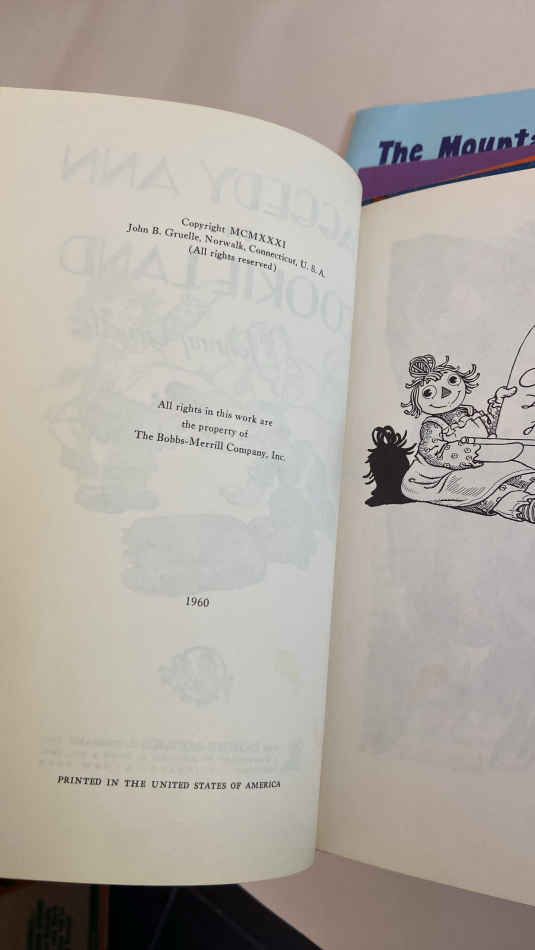 Copyright MCMXXXI
John B. Gruelle, Norwalk, Connecticut, U. S. A.
(All rights reserved)
All rights in this work are
the property of
The Bobbs-Merrill Company, Inc.
1960
PRINTED IN THE UNITED STATES OF AMERICA
The Mounta